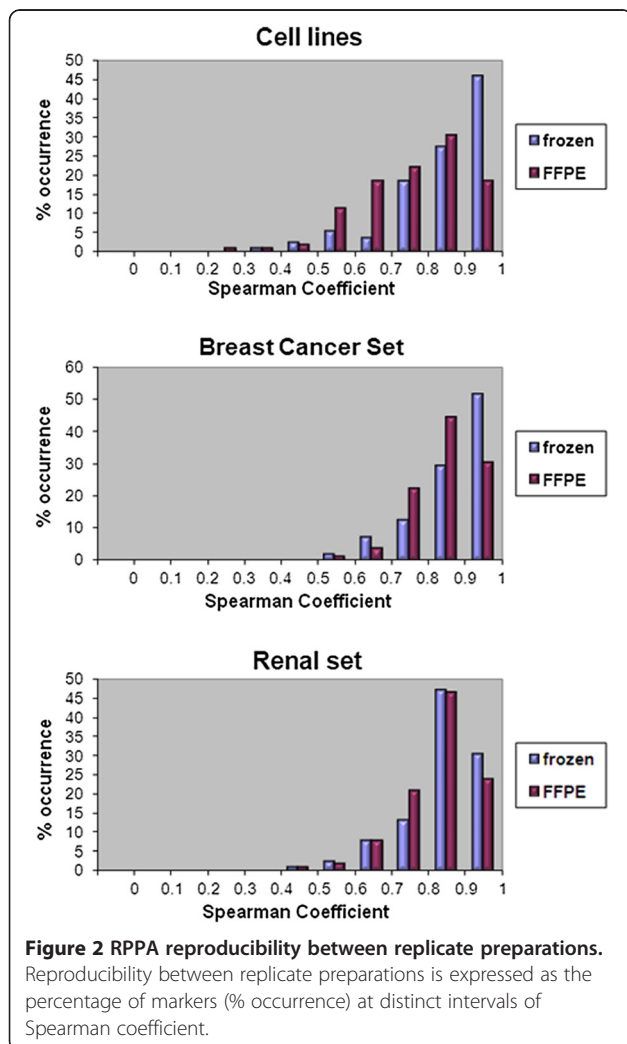 Cell lines
50
45
40
35
30
25
20
15
10
5
0
% occurrence
0 0.1 0.2 0.3 0.4 0.5 0.6 0.7 0.8 0.9 1
Spearman Coefficient
frozen
FFPE
Breast Cancer Set
60
50
40
30
20
10
0
% occurrence
0 0.1 0.2 0.3 0.4 0.5 0.6 0.7 0.8 0.9 1
Spearman Coefficient
frozen
FFPE
Renal set
50
45
40
35
30
25
20
15
10
5
0
% occurrence
0 0.1 0.2 0.3 0.4 0.5 0.6 0.7 0.8 0.9 1
Spearman Coefficient
frozen
FFPE
Figure 2 RPPA reproducibility between replicate preparations.
Reproducibility between replicate preparations is expressed as the
percentage of markers (% occurrence) at distinct intervals of
Spearman coefficient.